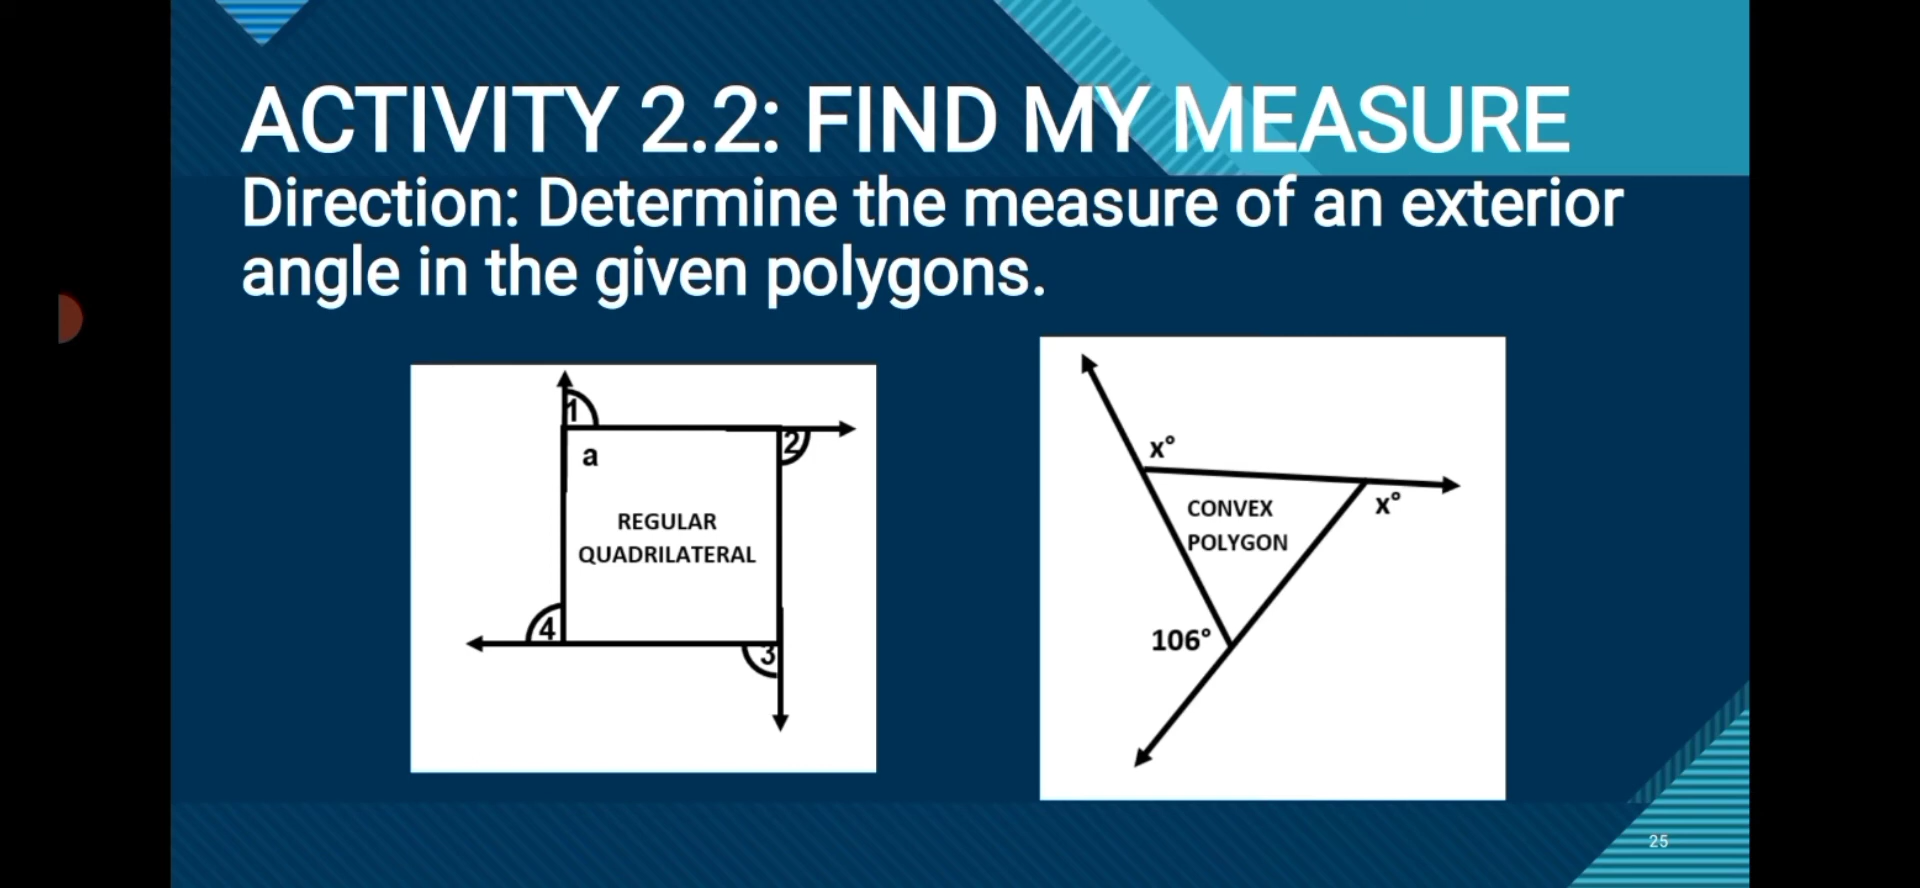 ACTIVITY 2.2: FIND MY MEASURE
Direction: Determine the measure of an exterior
angle in the given polygons.
1
2
a
REGULAR
QUADRILATERAL
4
3
x°
x°
CONVEX
POLYGON
106°
25